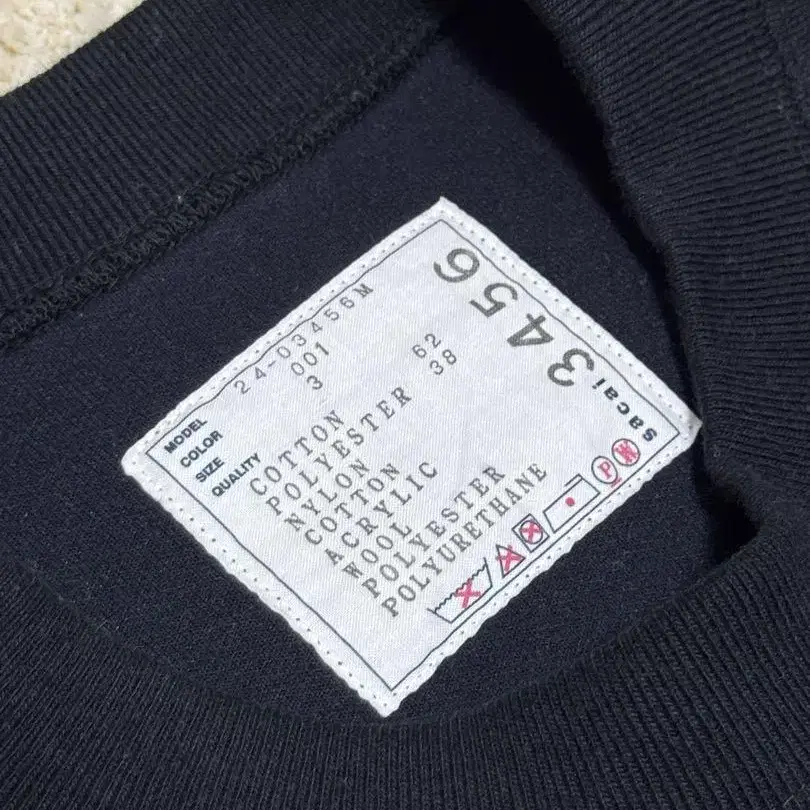 MODEL 24-03456M
COLOR 001
SIZE 3
QUALITY
COTTON 62
POLYESTER 38
NYLON
COTTON
ACRYLIC
WOOL
POLYESTER
POLYURETHANE
P W
sacai 3456